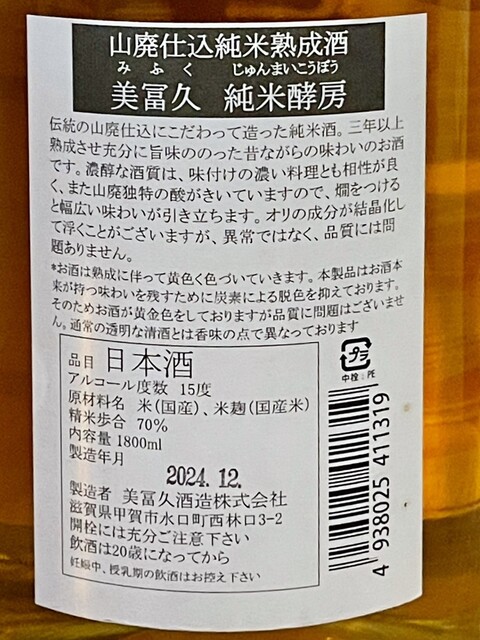 山廃仕込純米熟成酒
みふく じゅんまいこうぼう
美冨久 純米酵房
伝統の山廃仕込にこだわって造った純米酒。三年以上
熟成させ充分に旨味ののった昔ながらの味わいのお酒
です。濃醇な酒質は、味付けの濃い料理とも相性が良
く、また山廃独特の酸がきいていますので、燗をつける
と幅広い味わいが引き立ちます。オリの成分が結晶化し
て浮くことがございますが、異常ではなく、品質には問
題ありません。
*お酒は熟成に伴って黄色く色づいていきます。本製品はお酒本
来が持つ味わいを残すために炭素による脱色を抑えております。
そのためお酒が黄金色をしておりますが品質に問題はございませ
ん。通常の透明な清酒とは香味の点で異なっております
プラ
中栓:PE
品目 日本酒
アルコール度数 15度
原材料名 米(国産)、米麹(国産米)
精米歩合 70%
内容量 1800ml
製造年月
2024.12.
製造者 美冨久酒造株式会社
滋賀県甲賀市水口町西林口3-2
開栓には充分ご注意下さい
飲酒は20歳になってから
妊娠中、授乳期の飲酒はお控え下さい
4 938025 411319